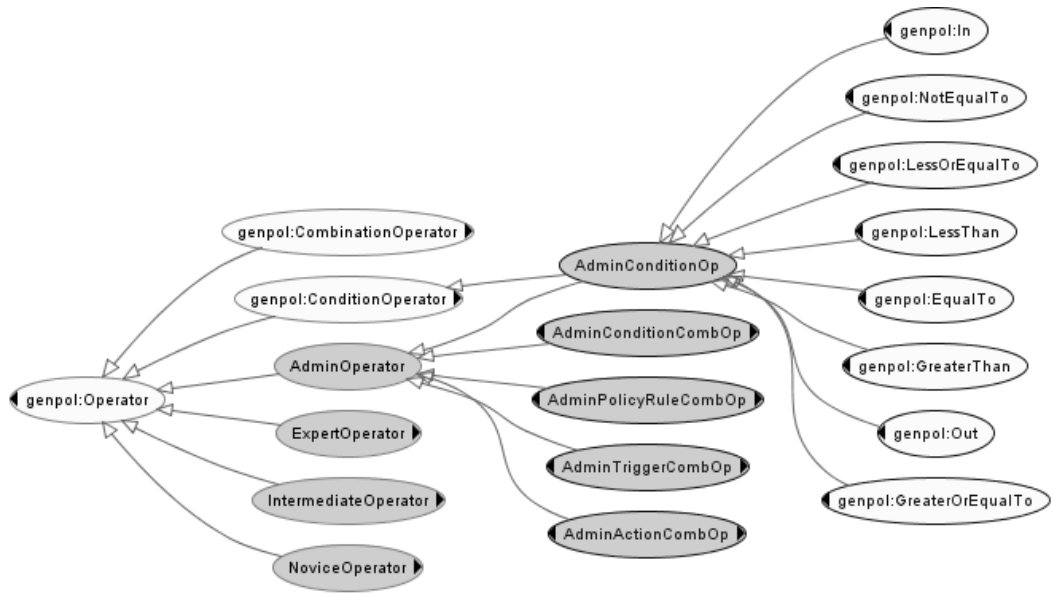 genpol:In
genpol:NotEqualTo
genpol:LessOrEqualTo
genpol:CombinationOperator
genpol:LessThan
AdminConditionOp
genpol:ConditionOperator
genpol:EqualTo
AdminConditionCombOp
AdminOperator
genpol:GreaterThan
genpol:Operator
AdminPolicyRuleCombOp
ExpertOperator
genpol:Out
AdminTriggerCombOp
IntermediateOperator
genpol:GreaterOrEqualTo
AdminActionCombOp
NoviceOperator